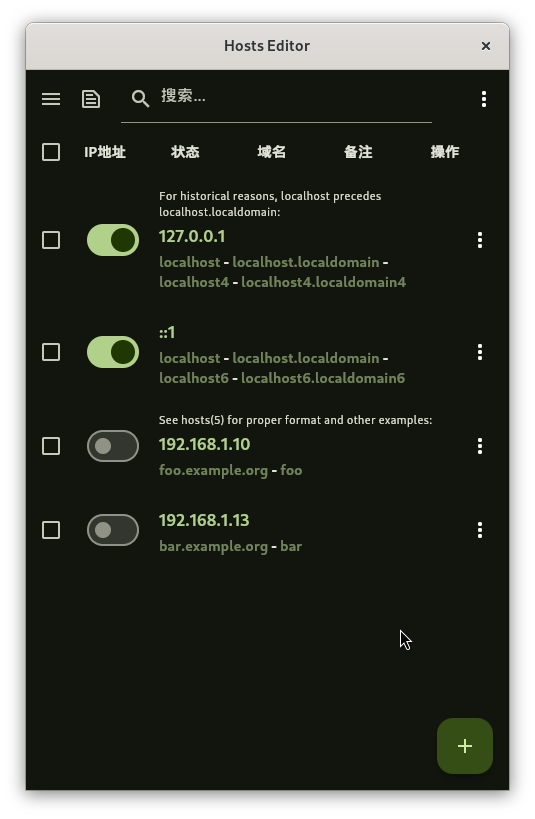 Hosts Editor
搜索...
IP地址 状态 域名 备注 操作
For historical reasons, localhost precedes
localhost.localdomain:
127.0.0.1
localhost - localhost.localdomain -
localhost4 - localhost4.localdomain4
::1
localhost - localhost.localdomain -
localhost6 - localhost6.localdomain6
See hosts(5) for proper format and other examples:
192.168.1.10
foo.example.org - foo
192.168.1.13
bar.example.org - bar